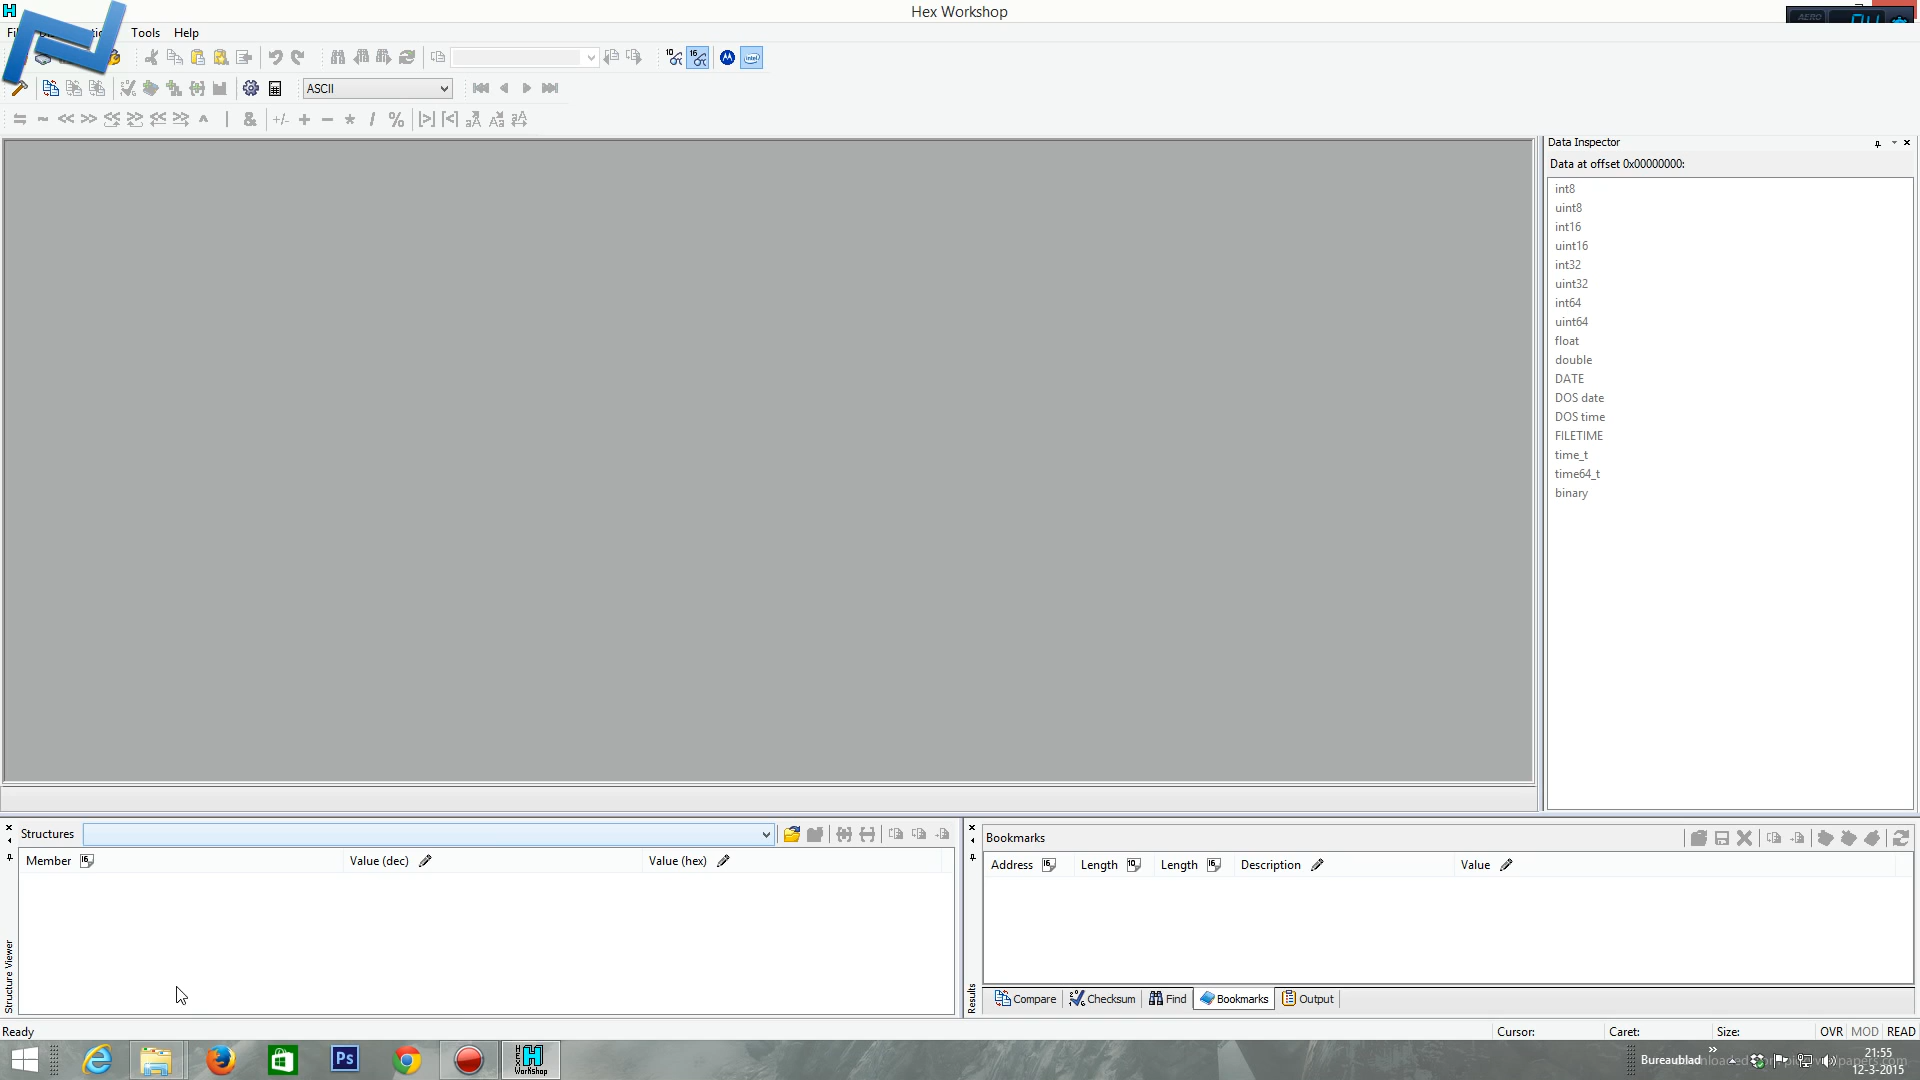 Hex Workshop
Tools Help
ASCII
Data Inspector
Data at offset 0x00000000:
int8
uint8
int16
uint16
int32
uint32
int64
uint64
float
double
DATE
DOS date
DOS time
FILETIME
time_t
time64_t
binary
Structures
Member Value (dec) Value (hex)
Structure Viewer
Bookmarks
Address Length Length Description Value
Results
Compare Checksum Find Bookmarks Output
Ready Cursor: Caret: Size: OVR MOD READ
Bureaublad
21:55
12-3-2015